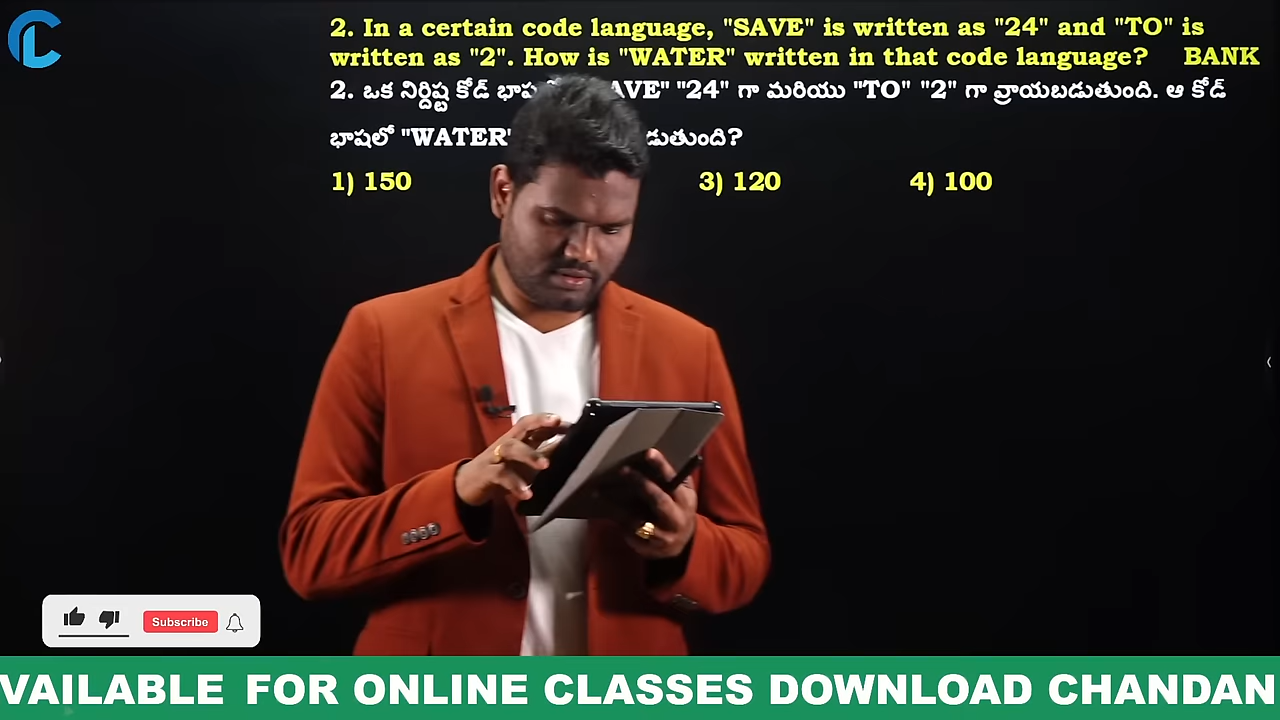 2. In a certain code language, "SAVE" is written as "24" and "TO" is
written as "2". How is "WATER" written in that code language? BANK
2. ఒక నిర్దిష్ట కోడ్ AVE" "24" గా మరియు "TO" "2" గా వ్రాయబడుతుంది. ఆ కోడ్
భాషలో "WATER" డుతుంది?
1) 150 3) 120 4) 100
Subscribe
VAILABLE FOR ONLINE CLASSES DOWNLOAD CHANDAN